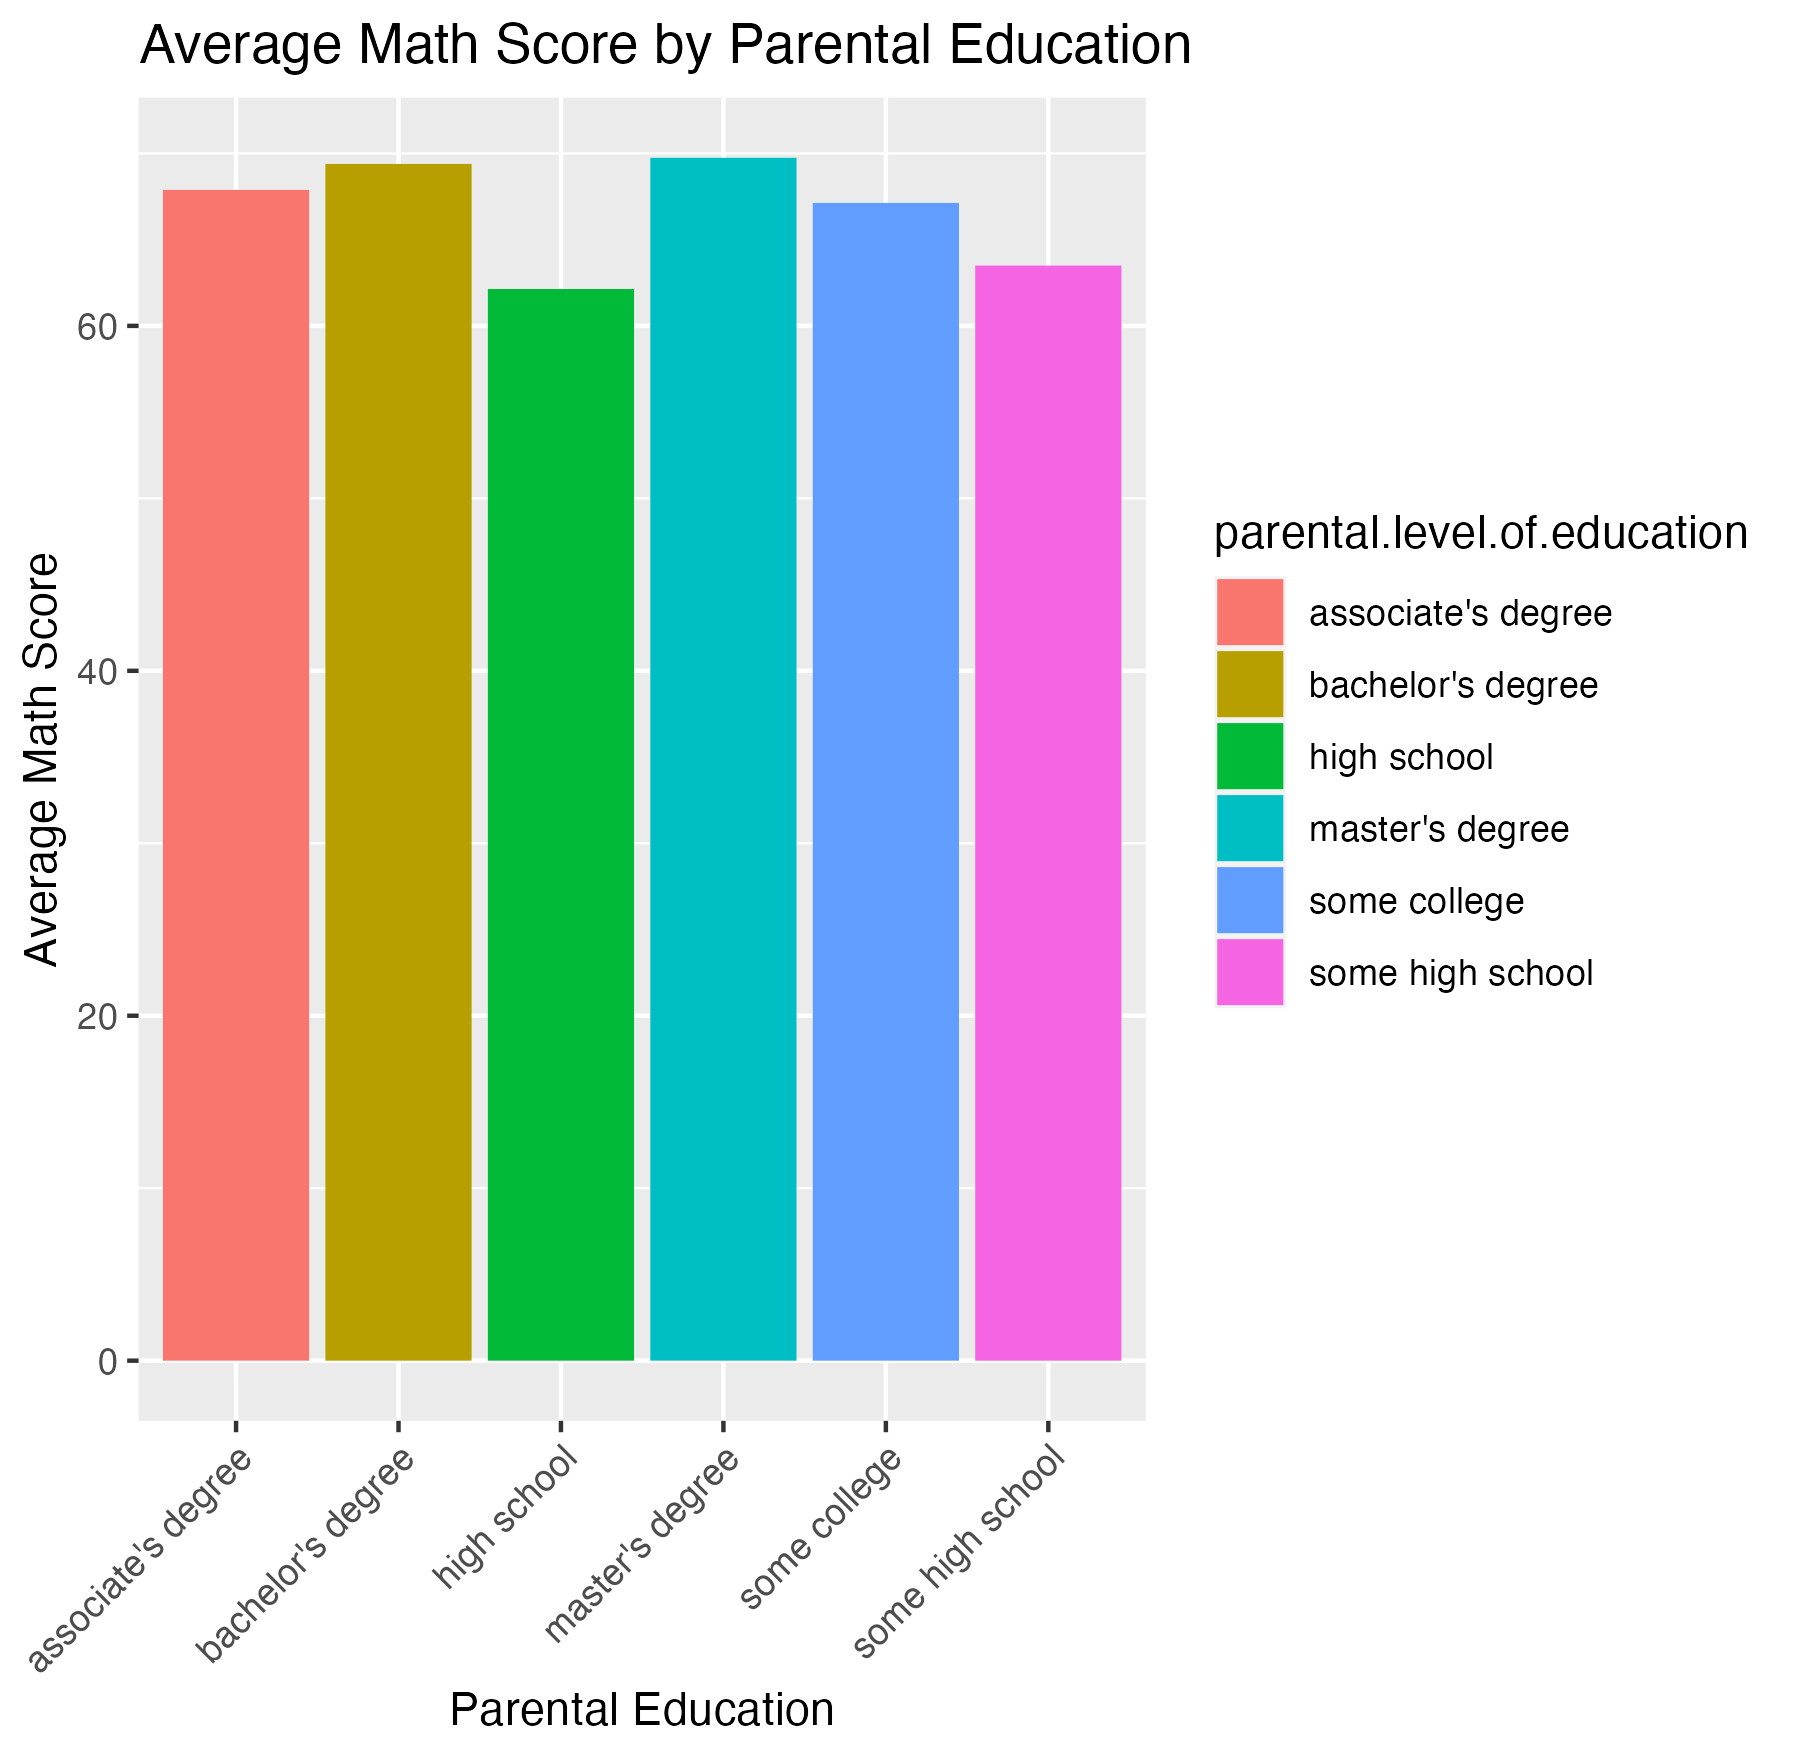 Average Math Score by Parental Education
Average Math Score
60
40
20
0
associate's degree
bachelor's degree
high school
master's degree
some college
some high school
Parental Education
parental.level.of.education
associate's degree
bachelor's degree
high school
master's degree
some college
some high school